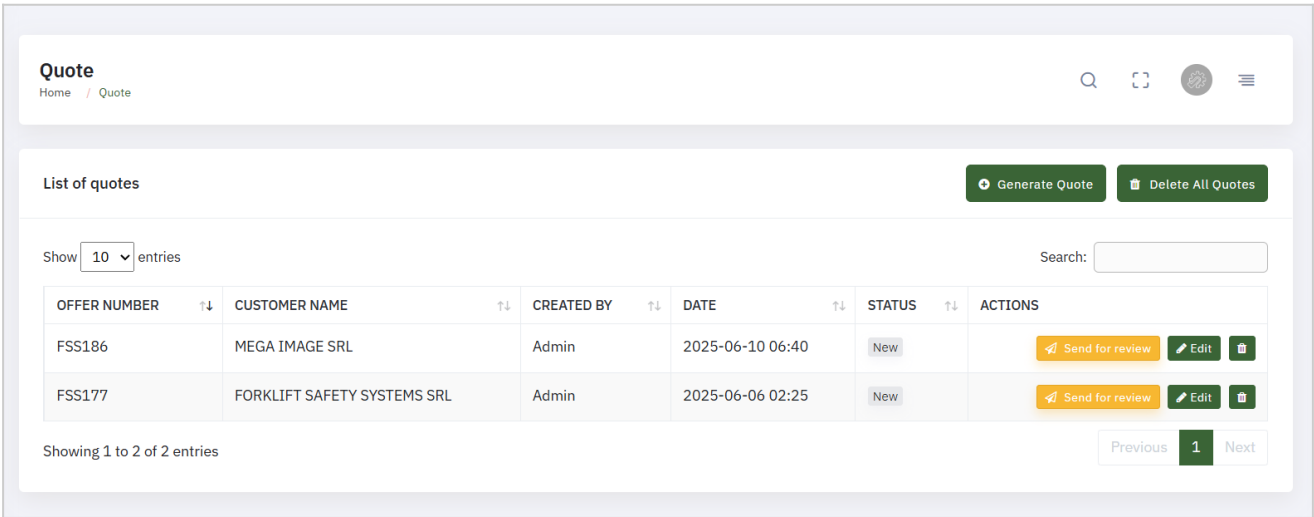 Quote
Home / Quote
List of quotes
Generate Quote
Delete All Quotes
Show 10 entries
Search:
OFFER NUMBER CUSTOMER NAME CREATED BY DATE STATUS ACTIONS
FSS186 MEGA IMAGE SRL Admin 2025-06-10 06:40 New Send for review Edit
FSS177 FORKLIFT SAFETY SYSTEMS SRL Admin 2025-06-06 02:25 New Send for review Edit
Showing 1 to 2 of 2 entries
Previous 1 Next